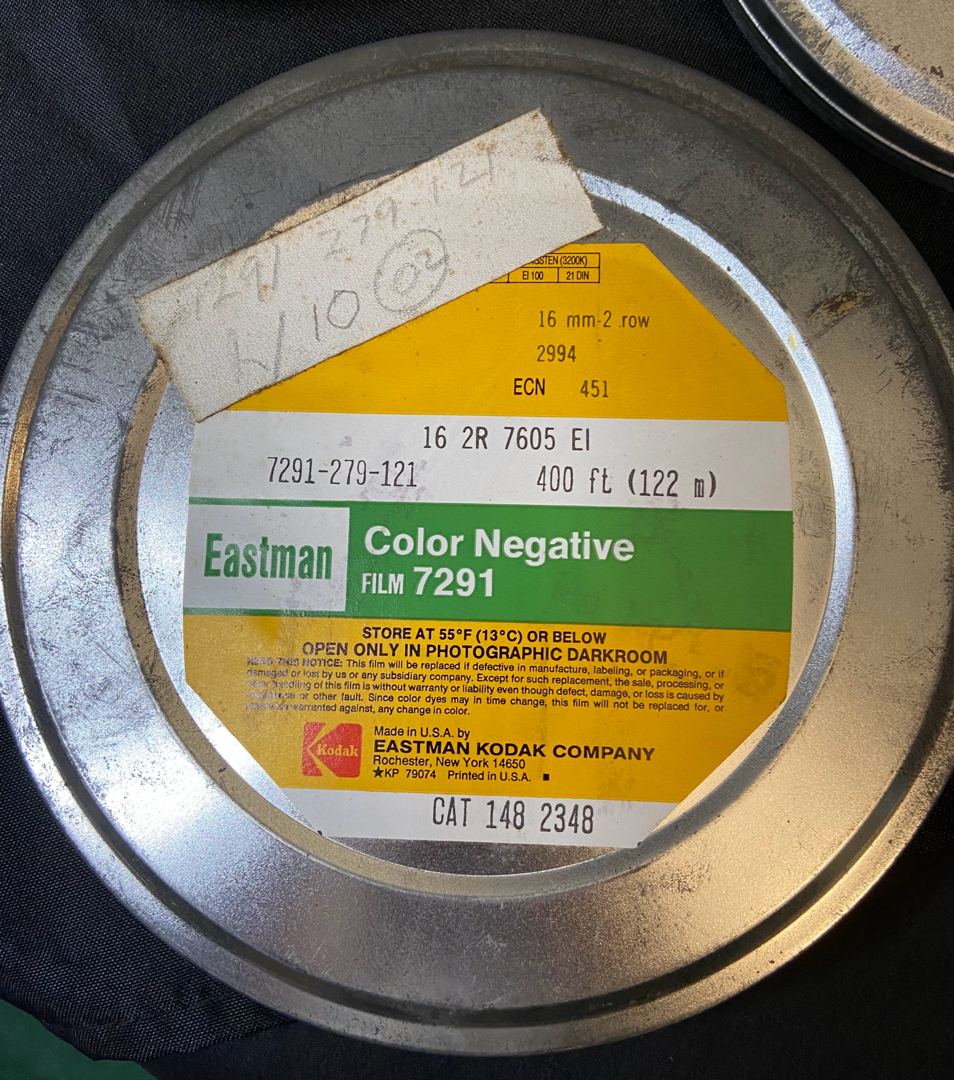 7291 279-121
10 02
STEN (3200K)
EI 100 21 DIN
16 mm-2 row
2994
ECN 451
16 2R 7605 EI
7291-279-121 400 ft (122 m)
Eastman
Color Negative
FILM 7291
STORE AT 55°F (13°C) OR BELOW
OPEN ONLY IN PHOTOGRAPHIC DARKROOM
READ THIS NOTICE: This film will be replaced if defective in manufacture, labeling, or packaging, or if
damaged or lost by us or any subsidiary company. Except for such replacement, the sale, processing, or
other handling of this film is without warranty or liability even though defect, damage, or loss is caused by
negligence or other fault. Since color dyes may in time change, this film will not be replaced for, or
otherwise warranted against, any change in color.
Kodak
Made in U.S.A. by
EASTMAN KODAK COMPANY
Rochester, New York 14650
★KP 79074 Printed in U.S.A. ■
CAT 148 2348